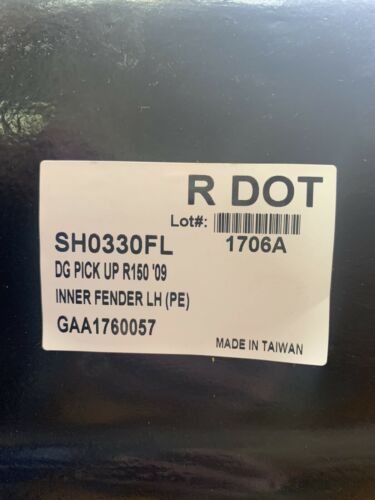 R DOT
Lot#:
SH0330FL 1706A
DG PICK UP R150 '09
INNER FENDER LH (PE)
GAA1760057
MADE IN TAIWAN